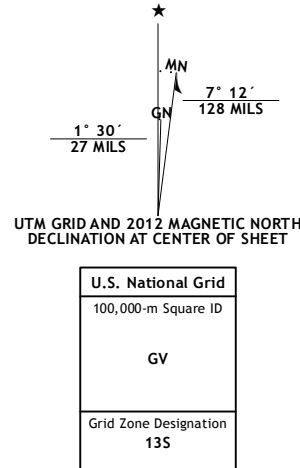 ★
MN
GN
7° 12´
128 MILS
1° 30´
27 MILS
UTM GRID AND 2012 MAGNETIC NORTH
DECLINATION AT CENTER OF SHEET
U.S. National Grid
100,000-m Square ID
GV
Grid Zone Designation
13S